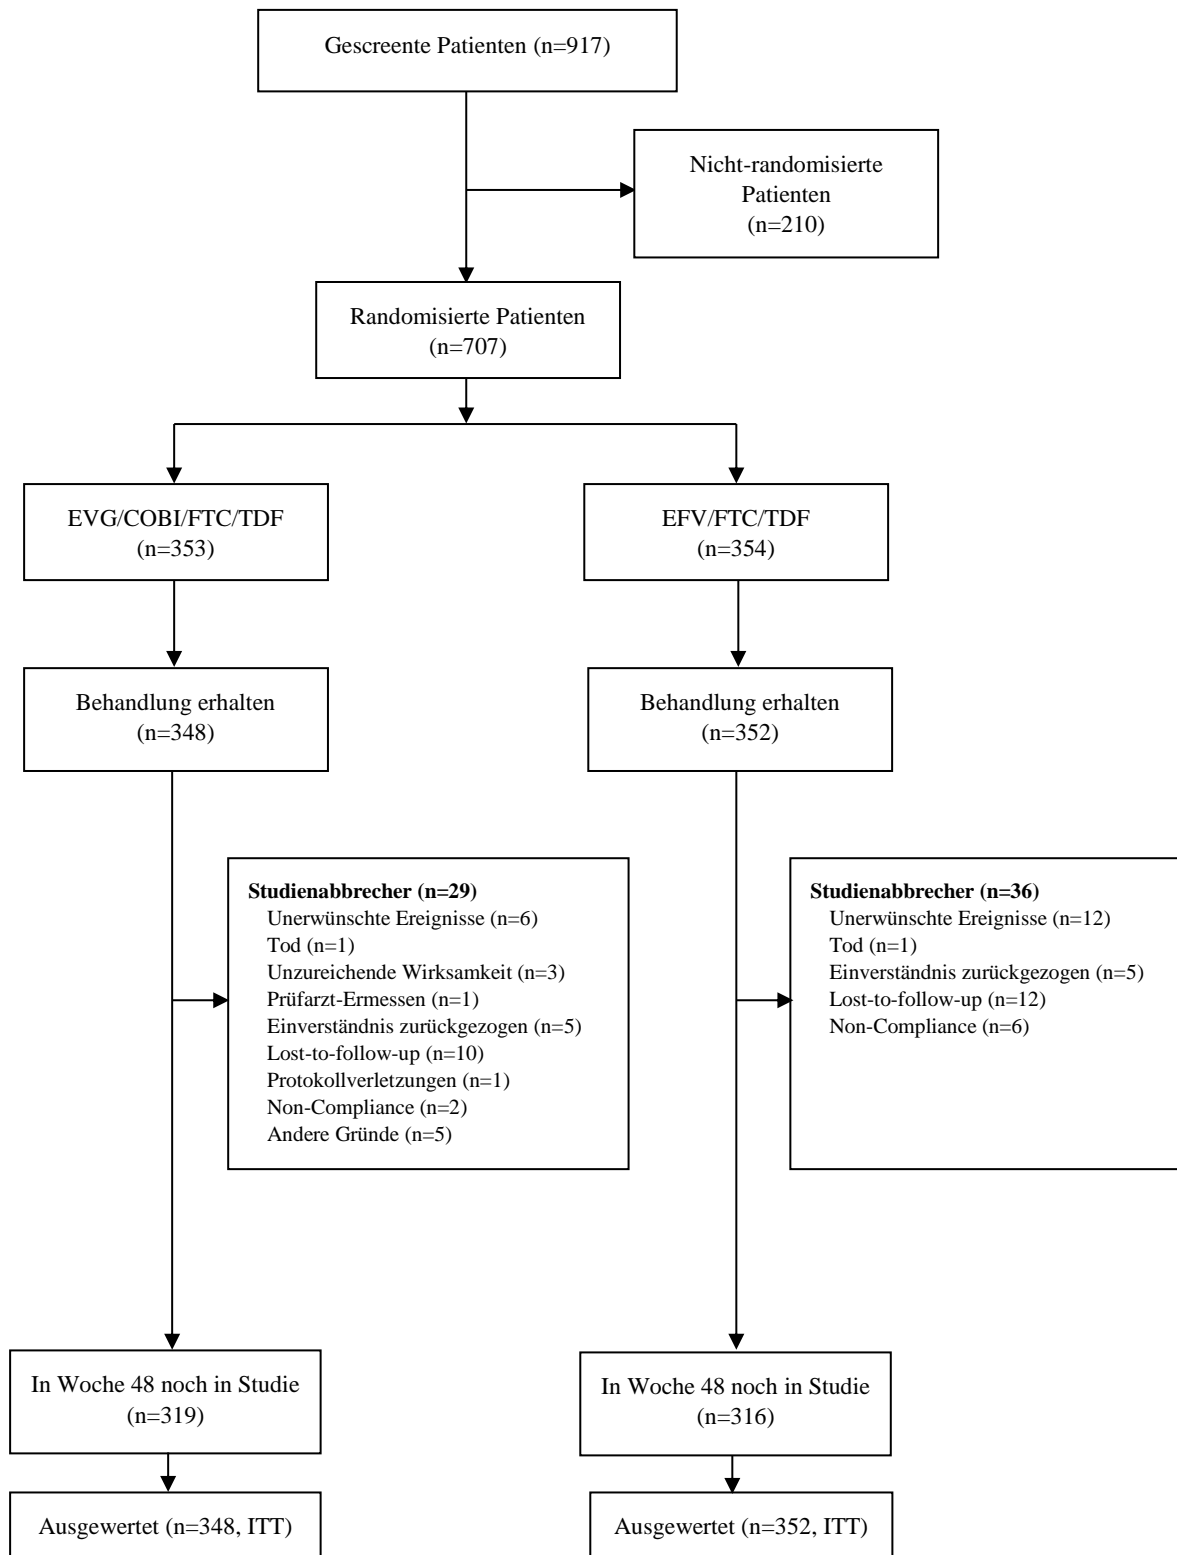 Gescreente Patienten (n=917)
Nicht-randomisierte
Patienten
(n=210)
Randomisierte Patienten
(n=707)
EVG/COBI/FTC/TDF
(n=353)
EFV/FTC/TDF
(n=354)
Behandlung erhalten
(n=348)
Behandlung erhalten
(n=352)
Studienabbrecher (n=29)
Unerwünschte Ereignisse (n=6)
Tod (n=1)
Unzureichende Wirksamkeit (n=3)
Prüfarzt-Ermessen (n=1)
Einverständnis zurückgezogen (n=5)
Lost-to-follow-up (n=10)
Protokollverletzungen (n=1)
Non-Compliance (n=2)
Andere Gründe (n=5)
Studienabbrecher (n=36)
Unerwünschte Ereignisse (n=12)
Tod (n=1)
Einverständnis zurückgezogen (n=5)
Lost-to-follow-up (n=12)
Non-Compliance (n=6)
In Woche 48 noch in Studie
(n=319)
In Woche 48 noch in Studie
(n=316)
Ausgewertet (n=348, ITT)
Ausgewertet (n=352, ITT)